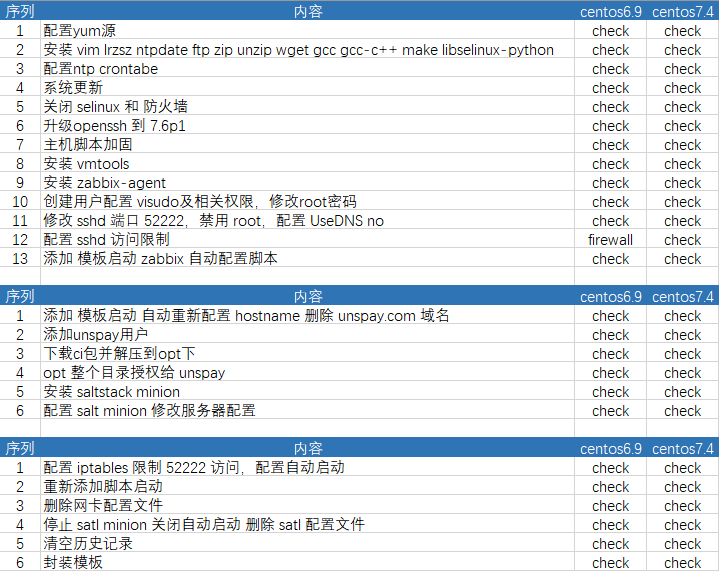 序列 内容 centos6.9 centos7.4
1 配置yum源 check check
2 安装 vim lrzsz ntpdate ftp zip unzip wget gcc gcc-c++ make libselinux-python check check
3 配置ntp crontabe check check
4 系统更新 check check
5 关闭 selinux 和 防火墙 check check
6 升级openssh 到 7.6p1 check check
7 主机脚本加固 check check
8 安装 vmtools check check
9 安装 zabbix-agent check check
10 创建用户配置 visudo及相关权限，修改root密码 check check
11 修改 sshd 端口 52222，禁用 root，配置 UseDNS no check check
12 配置 sshd 访问限制 firewall check
13 添加 模板启动 zabbix 自动配置脚本 check check
序列 内容 centos6.9 centos7.4
1 添加 模板启动 自动重新配置 hostname 删除 unspay.com 域名 check check
2 添加unspay用户 check check
3 下载ci包并解压到opt下 check check
4 opt 整个目录授权给 unspay check check
5 安装 saltstack minion check check
6 配置 salt minion 修改服务器配置 check check
序列 内容 centos6.9 centos7.4
1 配置 iptables 限制 52222 访问，配置自动启动 check check
2 重新添加脚本启动 check check
3 删除网卡配置文件 check check
4 停止 satl minion 关闭自动启动 删除 satl 配置文件 check check
5 清空历史记录 check check
6 封装模板 check check